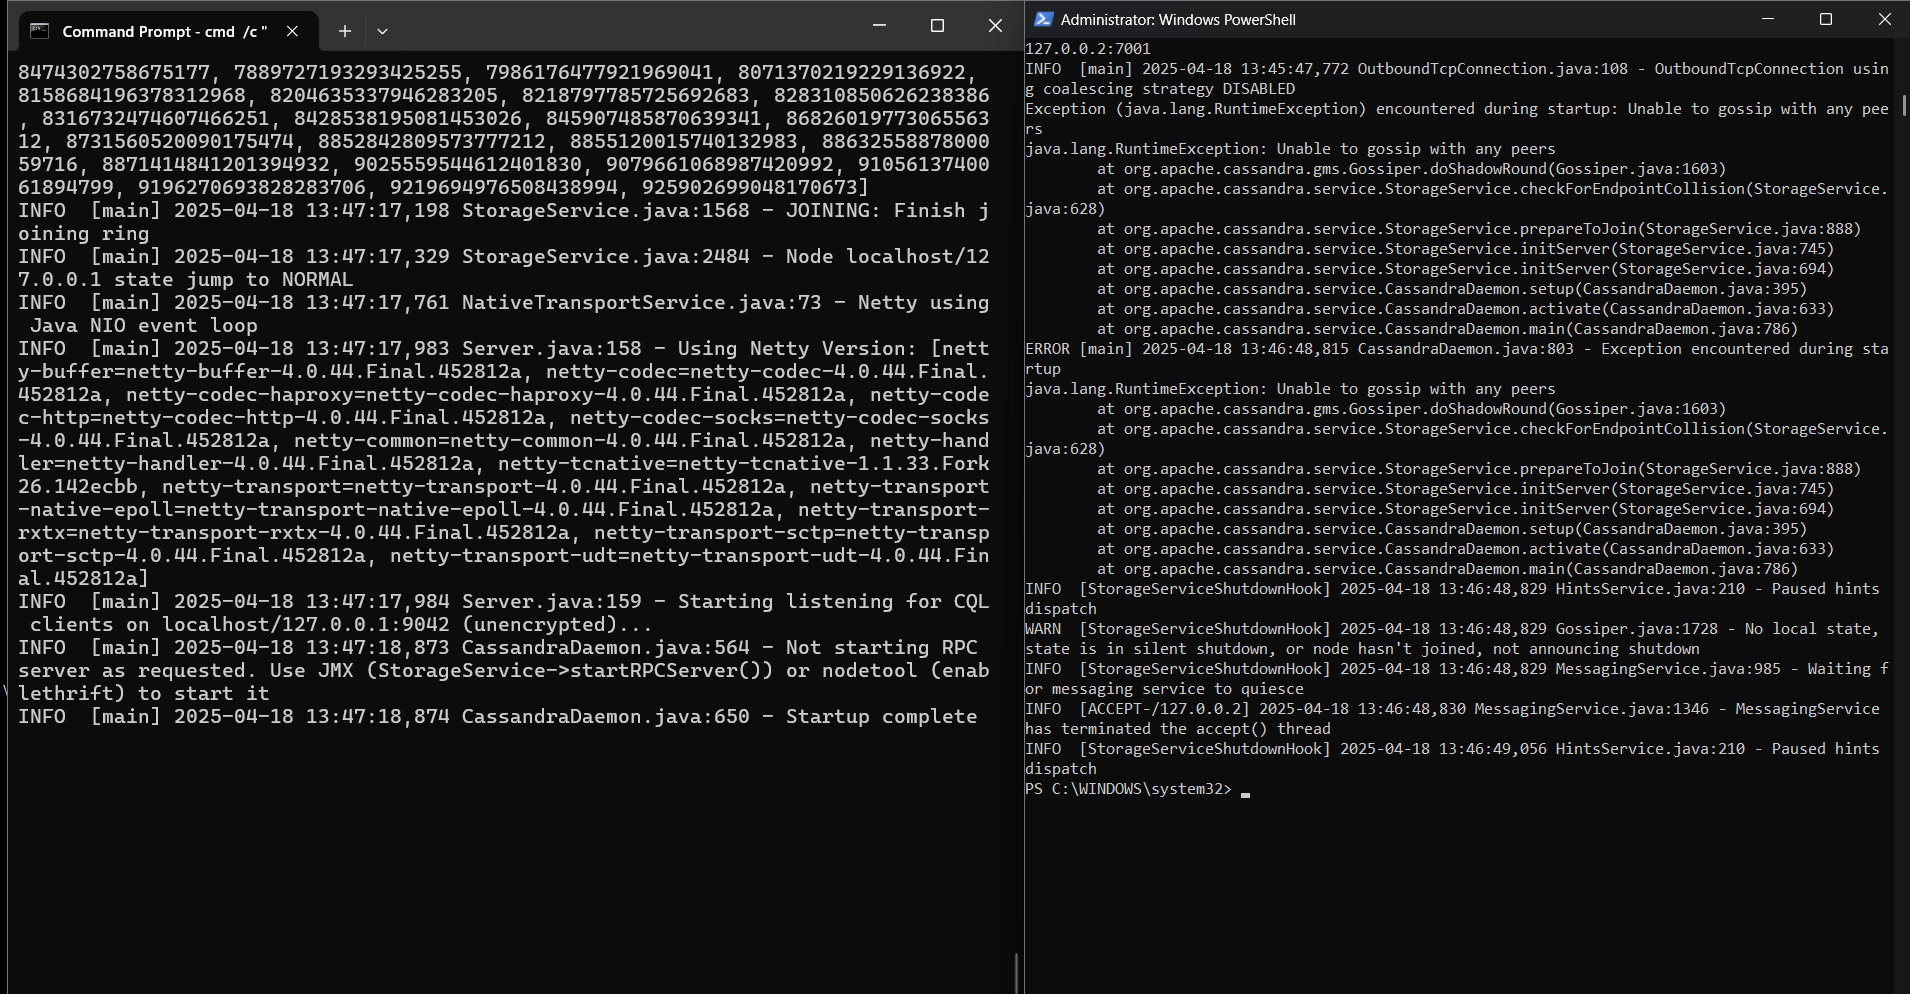 Command Prompt - cmd  /c "
8474302758675177, 7889727193293425255, 7986176477921969041, 8071370219229136922,
8158684196378312968, 8204635337946283205, 8218797785725692683, 828310850626238386
, 8316732474607466251, 8428538195081453026, 845907485870639341, 86826019773065563
12, 8731560520090175474, 8852842809573777212, 8855120015740132983, 88632558878000
59716, 8871414841201394932, 9025559544612401830, 9079661068987420992, 91056137400
61894799, 9196270693828283706, 9219694976508438994, 925902699048170673]
INFO  [main] 2025-04-18 13:47:17,198 StorageService.java:1568 - JOINING: Finish j
oining ring
INFO  [main] 2025-04-18 13:47:17,329 StorageService.java:2484 - Node localhost/12
7.0.0.1 state jump to NORMAL
INFO  [main] 2025-04-18 13:47:17,761 NativeTransportService.java:73 - Netty using
 Java NIO event loop
INFO  [main] 2025-04-18 13:47:17,983 Server.java:158 - Using Netty Version: [nett
y-buffer=netty-buffer-4.0.44.Final.452812a, netty-codec=netty-codec-4.0.44.Final.
452812a, netty-codec-haproxy=netty-codec-haproxy-4.0.44.Final.452812a, netty-code
c-http=netty-codec-http-4.0.44.Final.452812a, netty-codec-socks=netty-codec-socks
-4.0.44.Final.452812a, netty-common=netty-common-4.0.44.Final.452812a, netty-hand
ler=netty-handler-4.0.44.Final.452812a, netty-tcnative=netty-tcnative-1.1.33.Fork
26.142ecbb, netty-transport=netty-transport-4.0.44.Final.452812a, netty-transport
-native-epoll=netty-transport-native-epoll-4.0.44.Final.452812a, netty-transport-
rxtx=netty-transport-rxtx-4.0.44.Final.452812a, netty-transport-sctp=netty-transp
ort-sctp-4.0.44.Final.452812a, netty-transport-udt=netty-transport-udt-4.0.44.Fin
al.452812a]
INFO  [main] 2025-04-18 13:47:17,984 Server.java:159 - Starting listening for CQL
 clients on localhost/127.0.0.1:9042 (unencrypted)...
INFO  [main] 2025-04-18 13:47:18,873 CassandraDaemon.java:564 - Not starting RPC
server as requested. Use JMX (StorageService->startRPCServer()) or nodetool (enab
lethrift) to start it
INFO  [main] 2025-04-18 13:47:18,874 CassandraDaemon.java:650 - Startup complete
Administrator: Windows PowerShell
127.0.0.2:7001
INFO  [main] 2025-04-18 13:45:47,772 OutboundTcpConnection.java:108 - OutboundTcpConnection usin
g coalescing strategy DISABLED
Exception (java.lang.RuntimeException) encountered during startup: Unable to gossip with any pee
rs
java.lang.RuntimeException: Unable to gossip with any peers
        at org.apache.cassandra.gms.Gossiper.doShadowRound(Gossiper.java:1603)
        at org.apache.cassandra.service.StorageService.checkForEndpointCollision(StorageService.
java:628)
        at org.apache.cassandra.service.StorageService.prepareToJoin(StorageService.java:888)
        at org.apache.cassandra.service.StorageService.initServer(StorageService.java:745)
        at org.apache.cassandra.service.StorageService.initServer(StorageService.java:694)
        at org.apache.cassandra.service.CassandraDaemon.setup(CassandraDaemon.java:395)
        at org.apache.cassandra.service.CassandraDaemon.activate(CassandraDaemon.java:633)
        at org.apache.cassandra.service.CassandraDaemon.main(CassandraDaemon.java:786)
ERROR [main] 2025-04-18 13:46:48,815 CassandraDaemon.java:803 - Exception encountered during sta
rtup
java.lang.RuntimeException: Unable to gossip with any peers
        at org.apache.cassandra.gms.Gossiper.doShadowRound(Gossiper.java:1603)
        at org.apache.cassandra.service.StorageService.checkForEndpointCollision(StorageService.
java:628)
        at org.apache.cassandra.service.StorageService.prepareToJoin(StorageService.java:888)
        at org.apache.cassandra.service.StorageService.initServer(StorageService.java:745)
        at org.apache.cassandra.service.StorageService.initServer(StorageService.java:694)
        at org.apache.cassandra.service.CassandraDaemon.setup(CassandraDaemon.java:395)
        at org.apache.cassandra.service.CassandraDaemon.activate(CassandraDaemon.java:633)
        at org.apache.cassandra.service.CassandraDaemon.main(CassandraDaemon.java:786)
INFO  [StorageServiceShutdownHook] 2025-04-18 13:46:48,829 HintsService.java:210 - Paused hints
dispatch
WARN  [StorageServiceShutdownHook] 2025-04-18 13:46:48,829 Gossiper.java:1728 - No local state,
state is in silent shutdown, or node hasn't joined, not announcing shutdown
INFO  [StorageServiceShutdownHook] 2025-04-18 13:46:48,829 MessagingService.java:985 - Waiting f
or messaging service to quiesce
INFO  [ACCEPT-/127.0.0.2] 2025-04-18 13:46:48,830 MessagingService.java:1346 - MessagingService
has terminated the accept() thread
INFO  [StorageServiceShutdownHook] 2025-04-18 13:46:49,056 HintsService.java:210 - Paused hints
dispatch
PS C:\WINDOWS\system32>